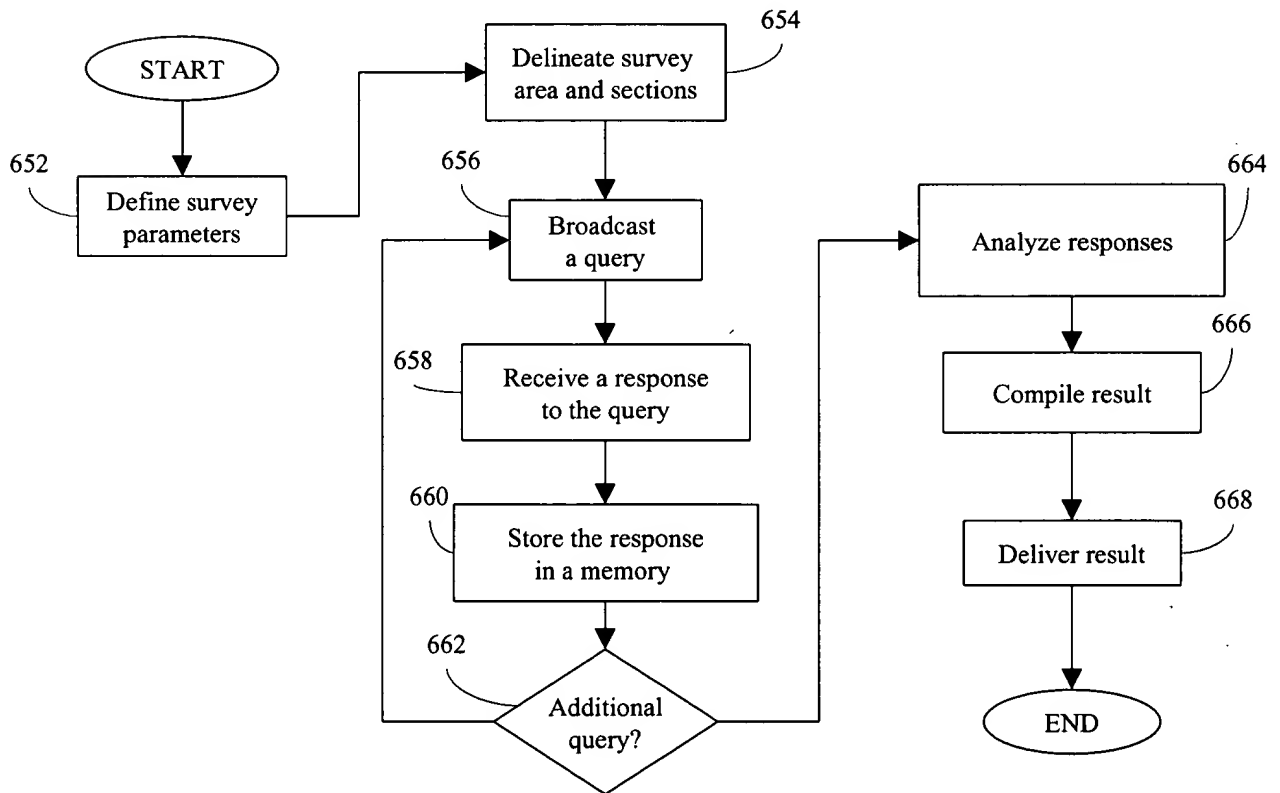 START
652
Define survey
parameters
654
Delineate survey
area and sections
656
Broadcast
a query
658
Receive a response
to the query
660
Store the response
in a memory
662
Additional
query?
664
Analyze responses
666
Compile result
668
Deliver result
END